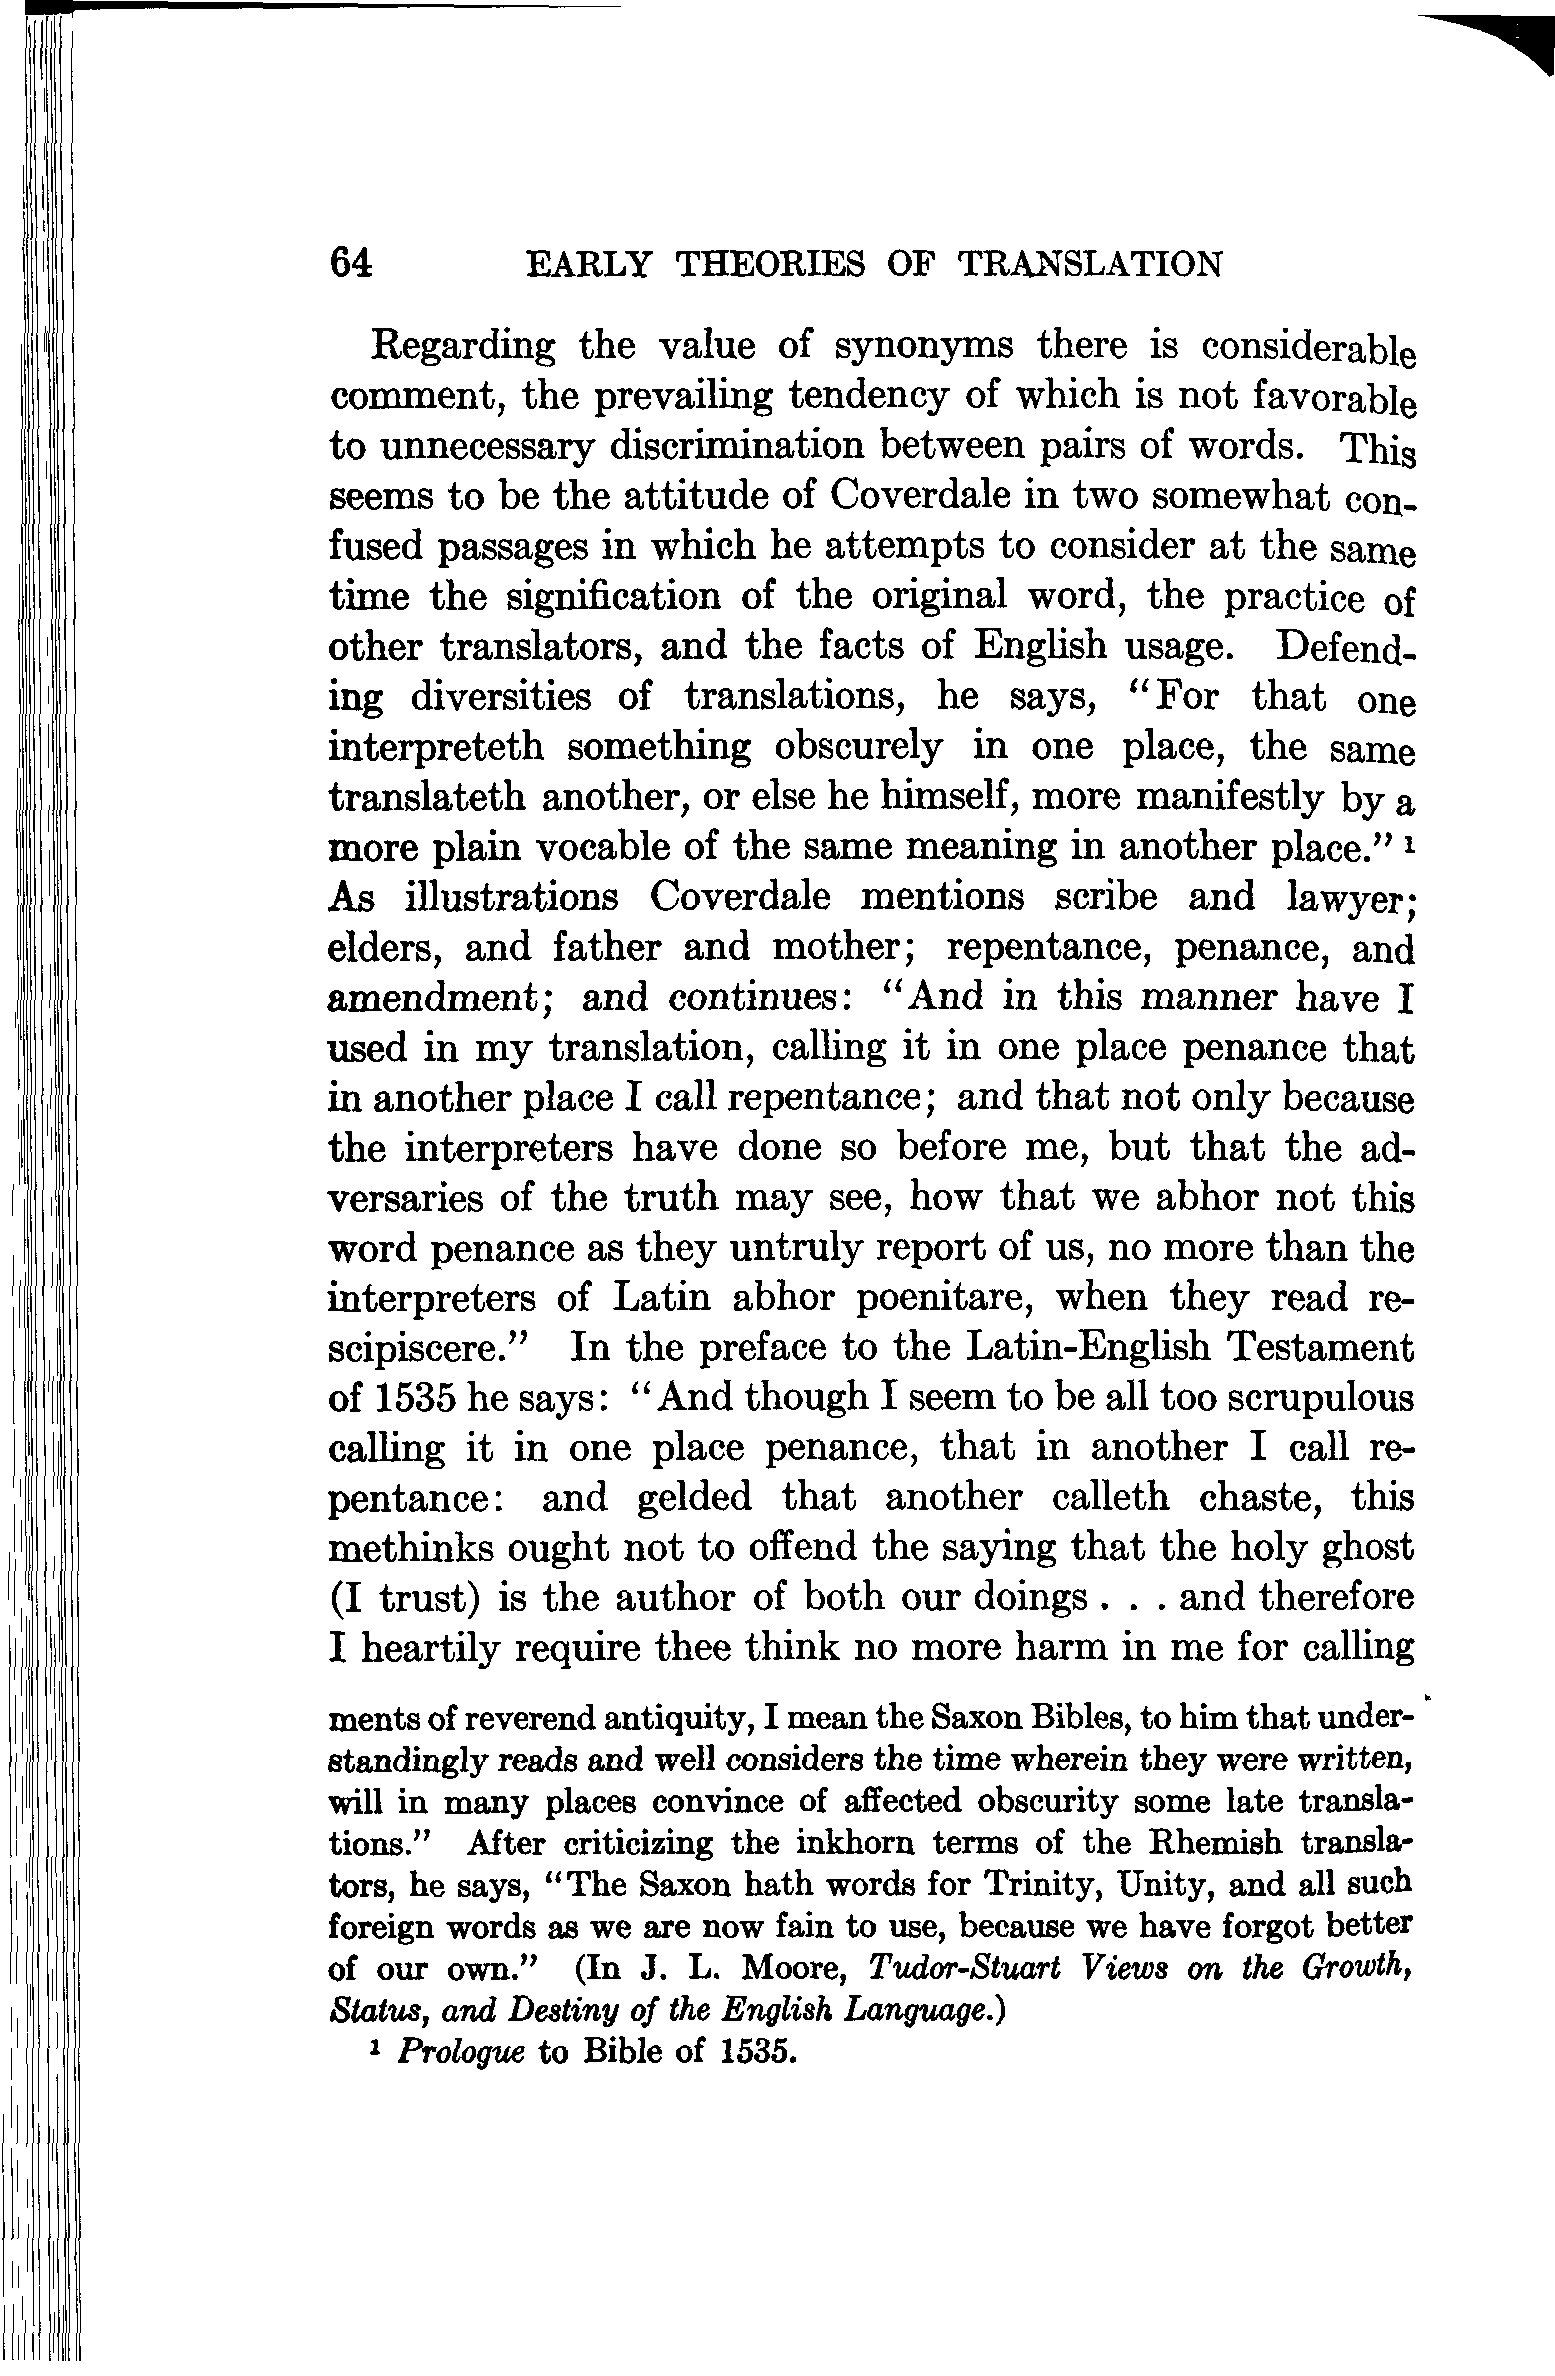 64 EARLY THEORIES OF TRANSLATION
Regarding the value of synonyms there is considerable
comment, the prevailing tendency of which is not favorable
to unnecessary discrimination between pairs of words. This
seems to be the attitude of Coverdale in two somewhat con-
fused passages in which he attempts to consider at the same
time the signification of the original word, the practice of
other translators, and the facts of English usage. Defend-
ing diversities of translations, he says, “For that one
interpreteth something obscurely in one place, the same
translateth another, or else he himself, more manifestly by a
more plain vocable of the same meaning in another place.” ¹
As illustrations Coverdale mentions scribe and lawyer;
elders, and father and mother; repentance, penance, and
amendment; and continues: “And in this manner have I
used in my translation, calling it in one place penance that
in another place I call repentance; and that not only because
the interpreters have done so before me, but that the ad-
versaries of the truth may see, how that we abhor not this
word penance as they untruly report of us, no more than the
interpreters of Latin abhor poenitare, when they read re-
scipiscere.” In the preface to the Latin-English Testament
of 1535 he says: “And though I seem to be all too scrupulous
calling it in one place penance, that in another I call re-
pentance: and gelded that another calleth chaste, this
methinks ought not to offend the saying that the holy ghost
(I trust) is the author of both our doings . . . and therefore
I heartily require thee think no more harm in me for calling
ments of reverend antiquity, I mean the Saxon Bibles, to him that under-
standingly reads and well considers the time wherein they were written,
will in many places convince of affected obscurity some late transla-
tions.” After criticizing the inkhorn terms of the Rhemish transla-
tors, he says, “The Saxon hath words for Trinity, Unity, and all such
foreign words as we are now fain to use, because we have forgot better
of our own.” (In J. L. Moore, Tudor-Stuart Views on the Growth,
Status, and Destiny of the English Language.)
¹ Prologue to Bible of 1535.